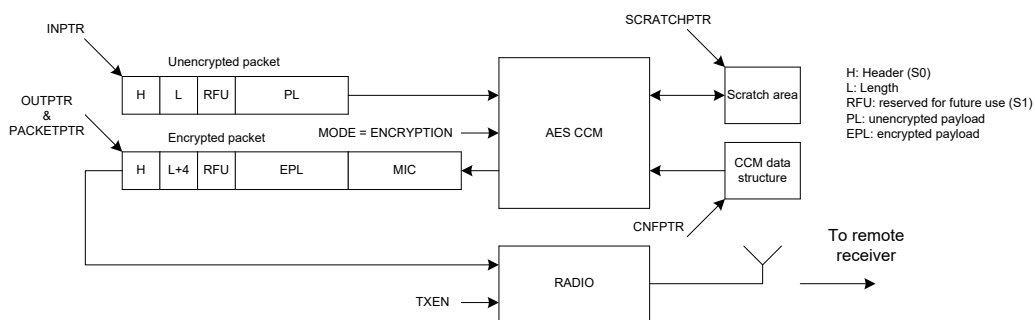 SCRATCHPTR
INPTR
Unencrypted packet
H L RFU PL
OUTPTR
&
PACKETPTR
MODE = ENCRYPTION
Encrypted packet
H L+4 RFU EPL MIC
AES CCM
Scratch area
CCM data
structure
CNFPTR
H: Header (S0)
L: Length
RFU: reserved for future use (S1)
PL: unencrypted payload
EPL: encrypted payload
To remote
receiver
RADIO
TXEN